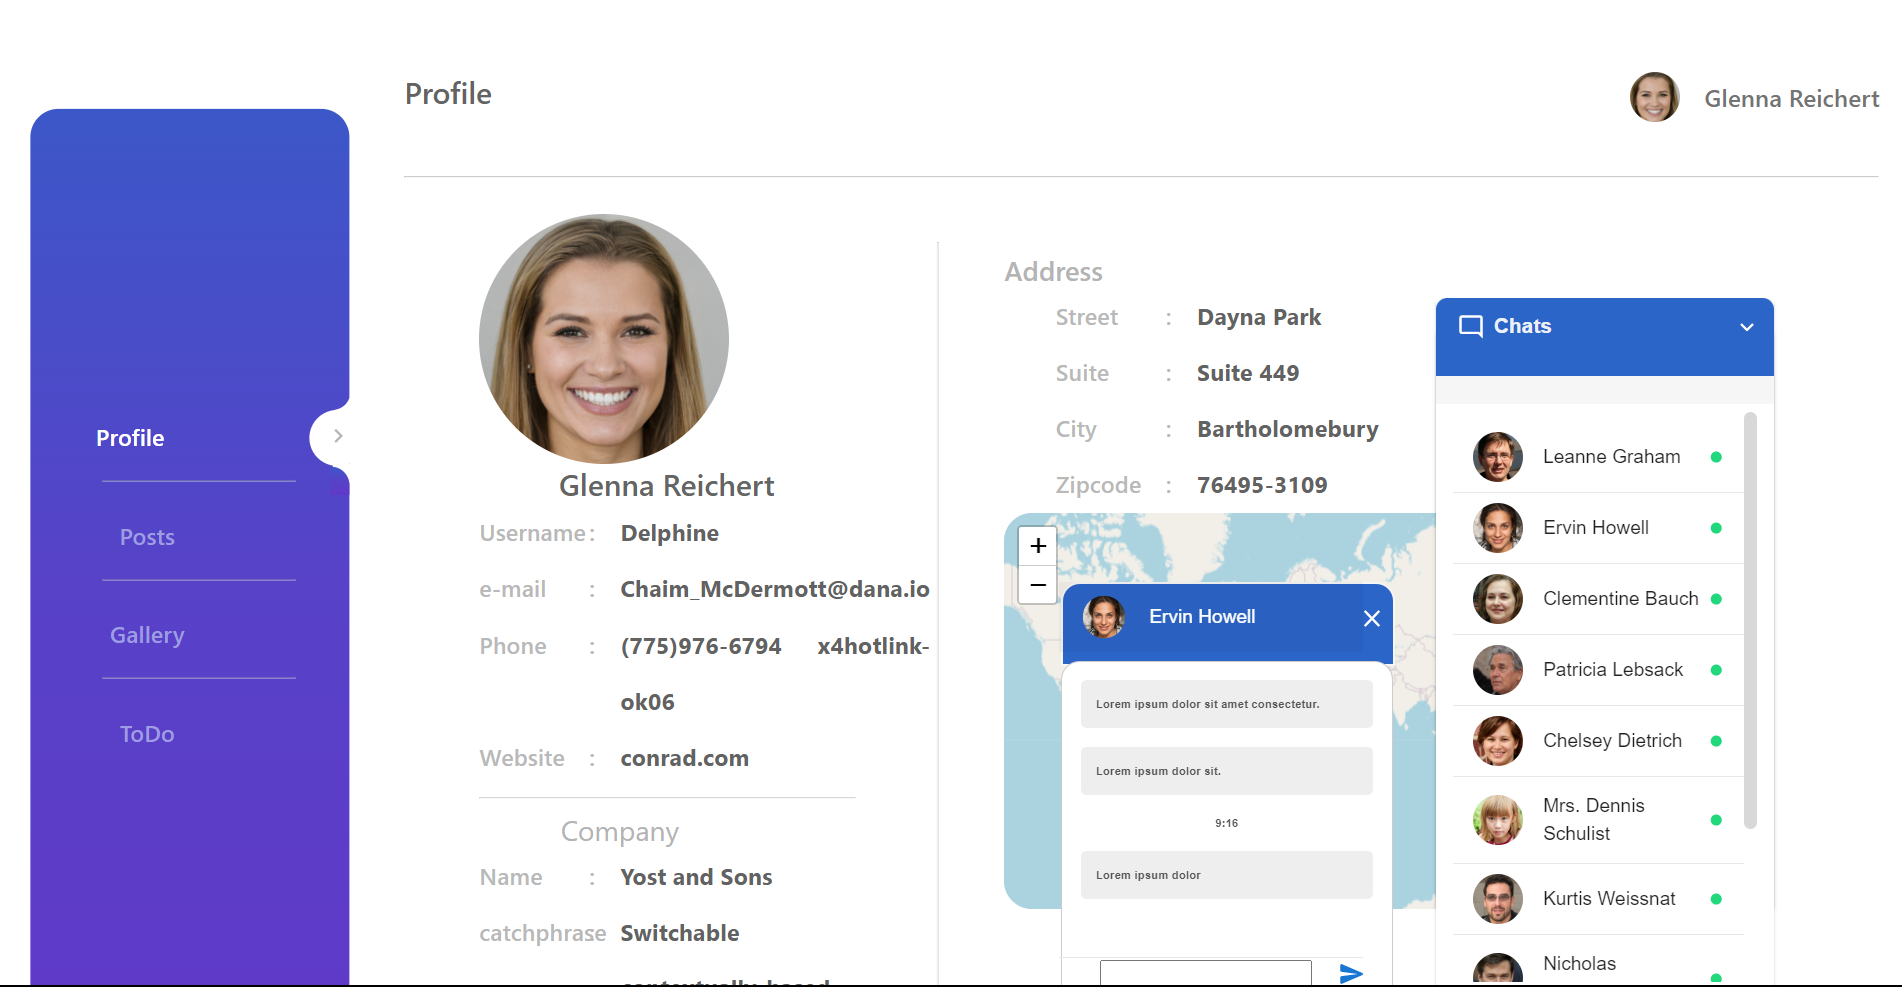 Profile
Glenna Reichert
Profile
Posts
Gallery
ToDo
Glenna Reichert
Username : Delphine
e-mail : Chaim_McDermott@dana.io
Phone : (775)976-6794 x4hotlink-
ok06
Website : conrad.com
Company
Name : Yost and Sons
catchphrase Switchable
contextually-based
Address
Street : Dayna Park
Suite : Suite 449
City : Bartholomebury
Zipcode : 76495-3109
+
−
Ervin Howell
Lorem ipsum dolor sit amet consectetur.
Lorem ipsum dolor sit.
9:16
Lorem ipsum dolor
Chats
Leanne Graham
Ervin Howell
Clementine Bauch
Patricia Lebsack
Chelsey Dietrich
Mrs. Dennis
Schulist
Kurtis Weissnat
Nicholas